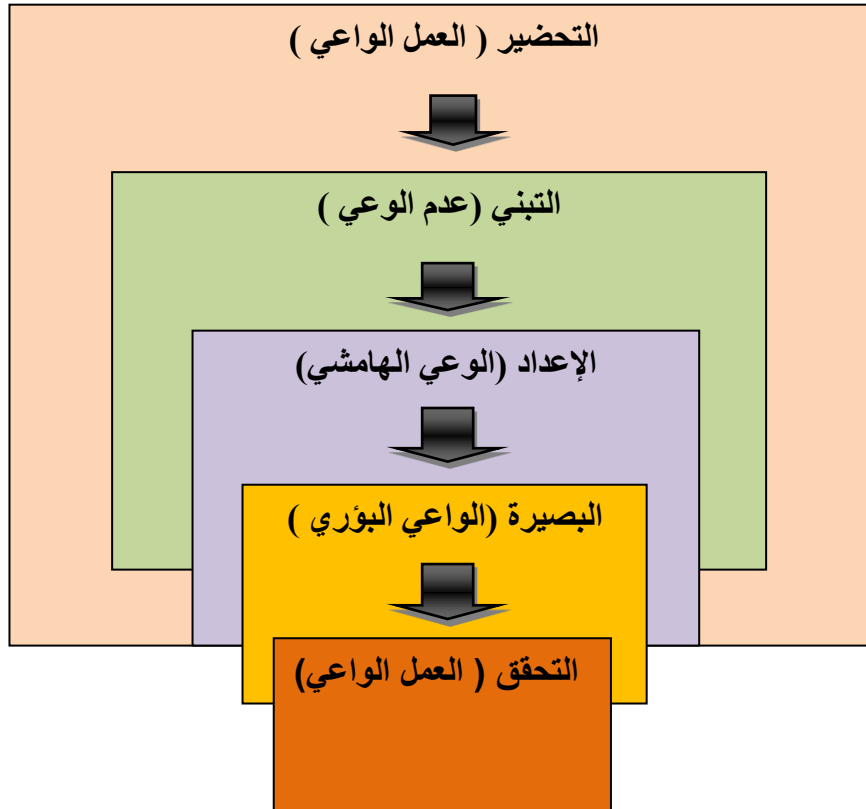 التحضير ( العمل الواعي )
التبني (عدم الوعي )
الإعداد (الوعي الهامشي)
البصيرة (الواعي البؤري )
التحقق ( العمل الواعي)